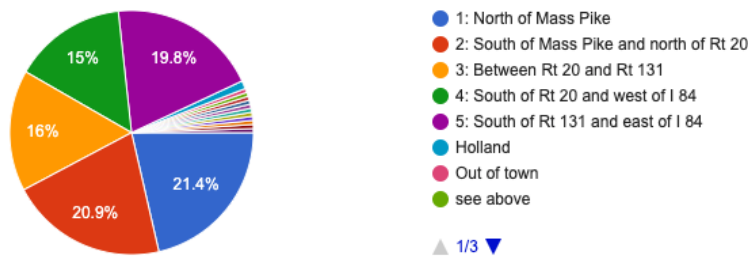 15%
19.8%
16%
20.9%
21.4%
1: North of Mass Pike
2: South of Mass Pike and north of Rt 20
3: Between Rt 20 and Rt 131
4: South of Rt 20 and west of I 84
5: South of Rt 131 and east of I 84
Holland
Out of town
see above
1/3